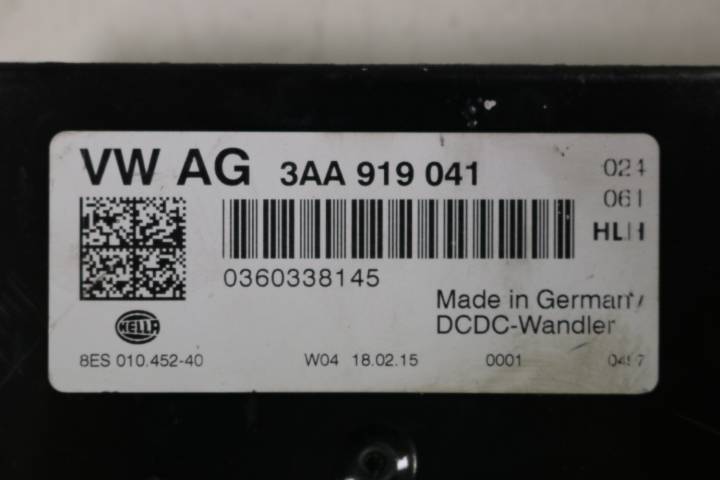 VW AG 3AA 919 041
024
061
HLH
0360338145
Made in Germany
DCDC-Wandler
HELLA
8ES 010.452-40 W04 18.02.15 0001